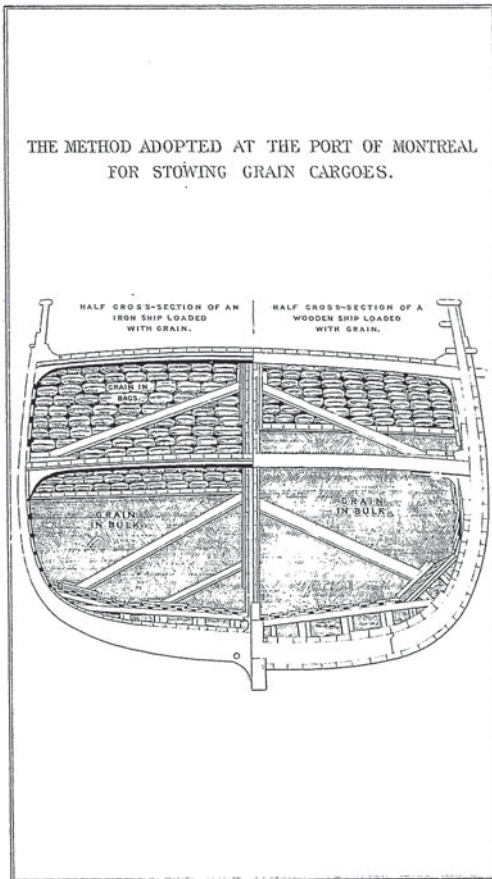 THE METHOD ADOPTED AT THE PORT OF MONTREAL
FOR STOWING GRAIN CARGOES.
HALF CROSS-SECTION OF AN
IRON SHIP LOADED
WITH GRAIN.
HALF CROSS-SECTION OF A
WOODEN SHIP LOADED
WITH GRAIN.
GRAIN IN
BAGS.
GRAIN
IN BULK.
GRAIN
IN BULK.